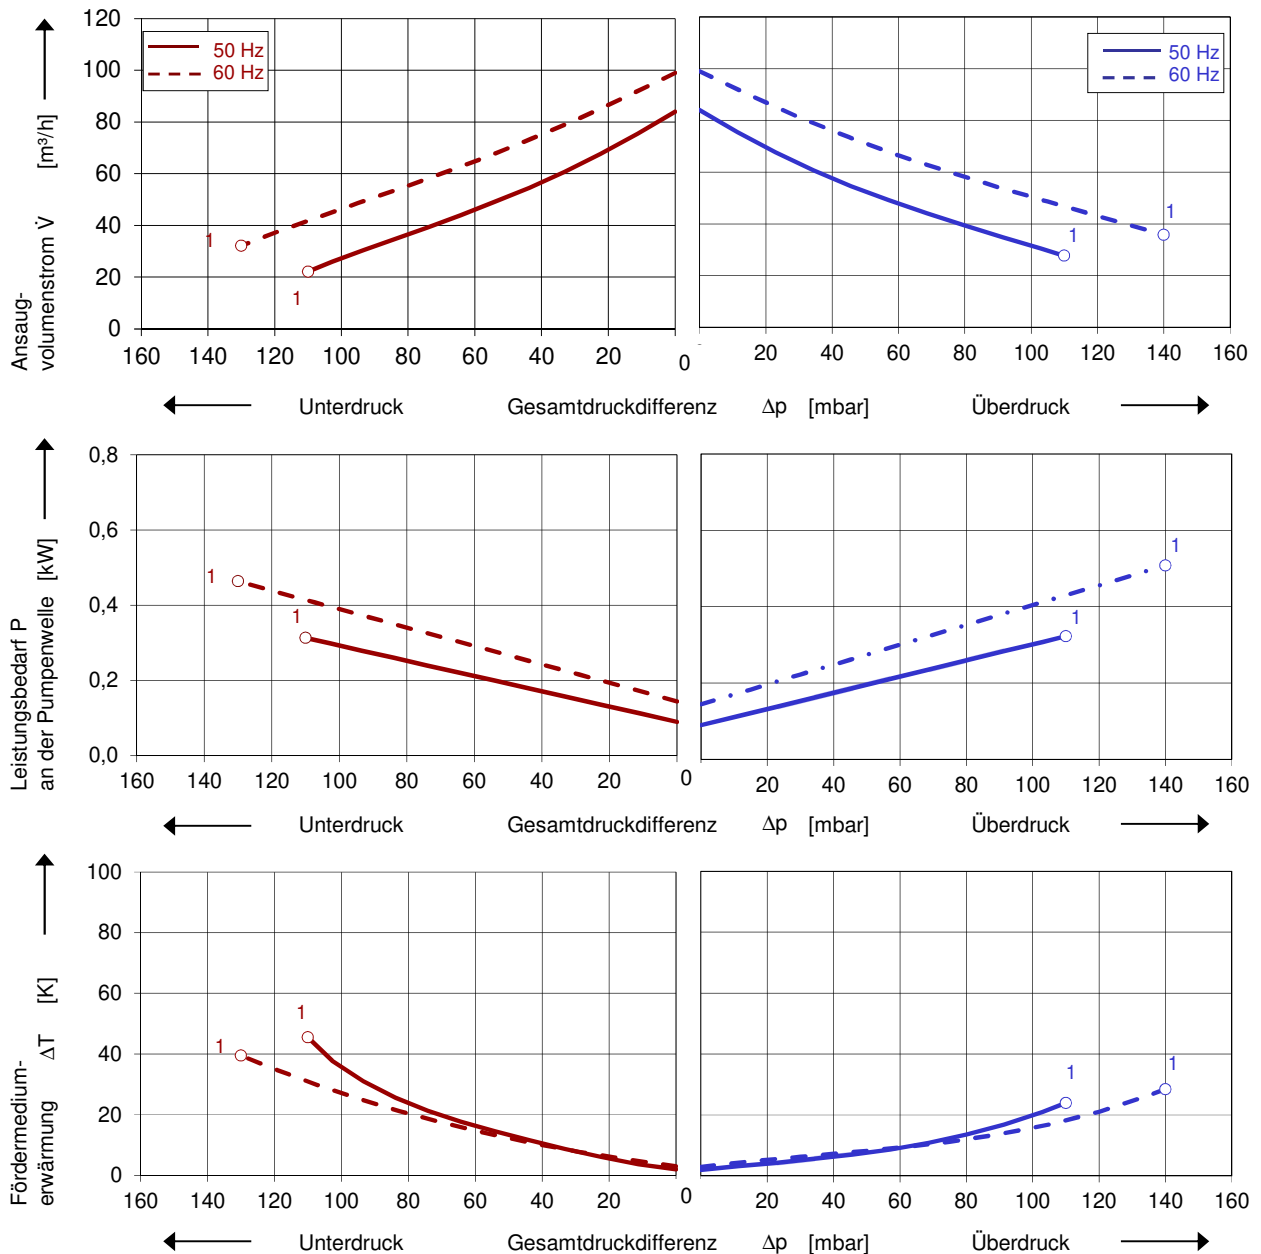 120
100
80
60
40
20
0
50 Hz
60 Hz
50 Hz
60 Hz
1
1
1
1
Ansaug-
volumenstrom V̇ [m³/h]
160 140 120 100 80 60 40 20 0 20 40 60 80 100 120 140 160
Unterdruck Gesamtdruckdifferenz Δp [mbar] Überdruck
0,8
0,6
0,4
0,2
0,0
1
1
1
1
Leistungsbedarf P
an der Pumpenwelle [kW]
160 140 120 100 80 60 40 20 0 20 40 60 80 100 120 140 160
Unterdruck Gesamtdruckdifferenz Δp [mbar] Überdruck
100
80
60
40
20
0
1
1
1
1
Fördermedium-
erwärmung ΔT [K]
160 140 120 100 80 60 40 20 0 20 40 60 80 100 120 140 160
Unterdruck Gesamtdruckdifferenz Δp [mbar] Überdruck